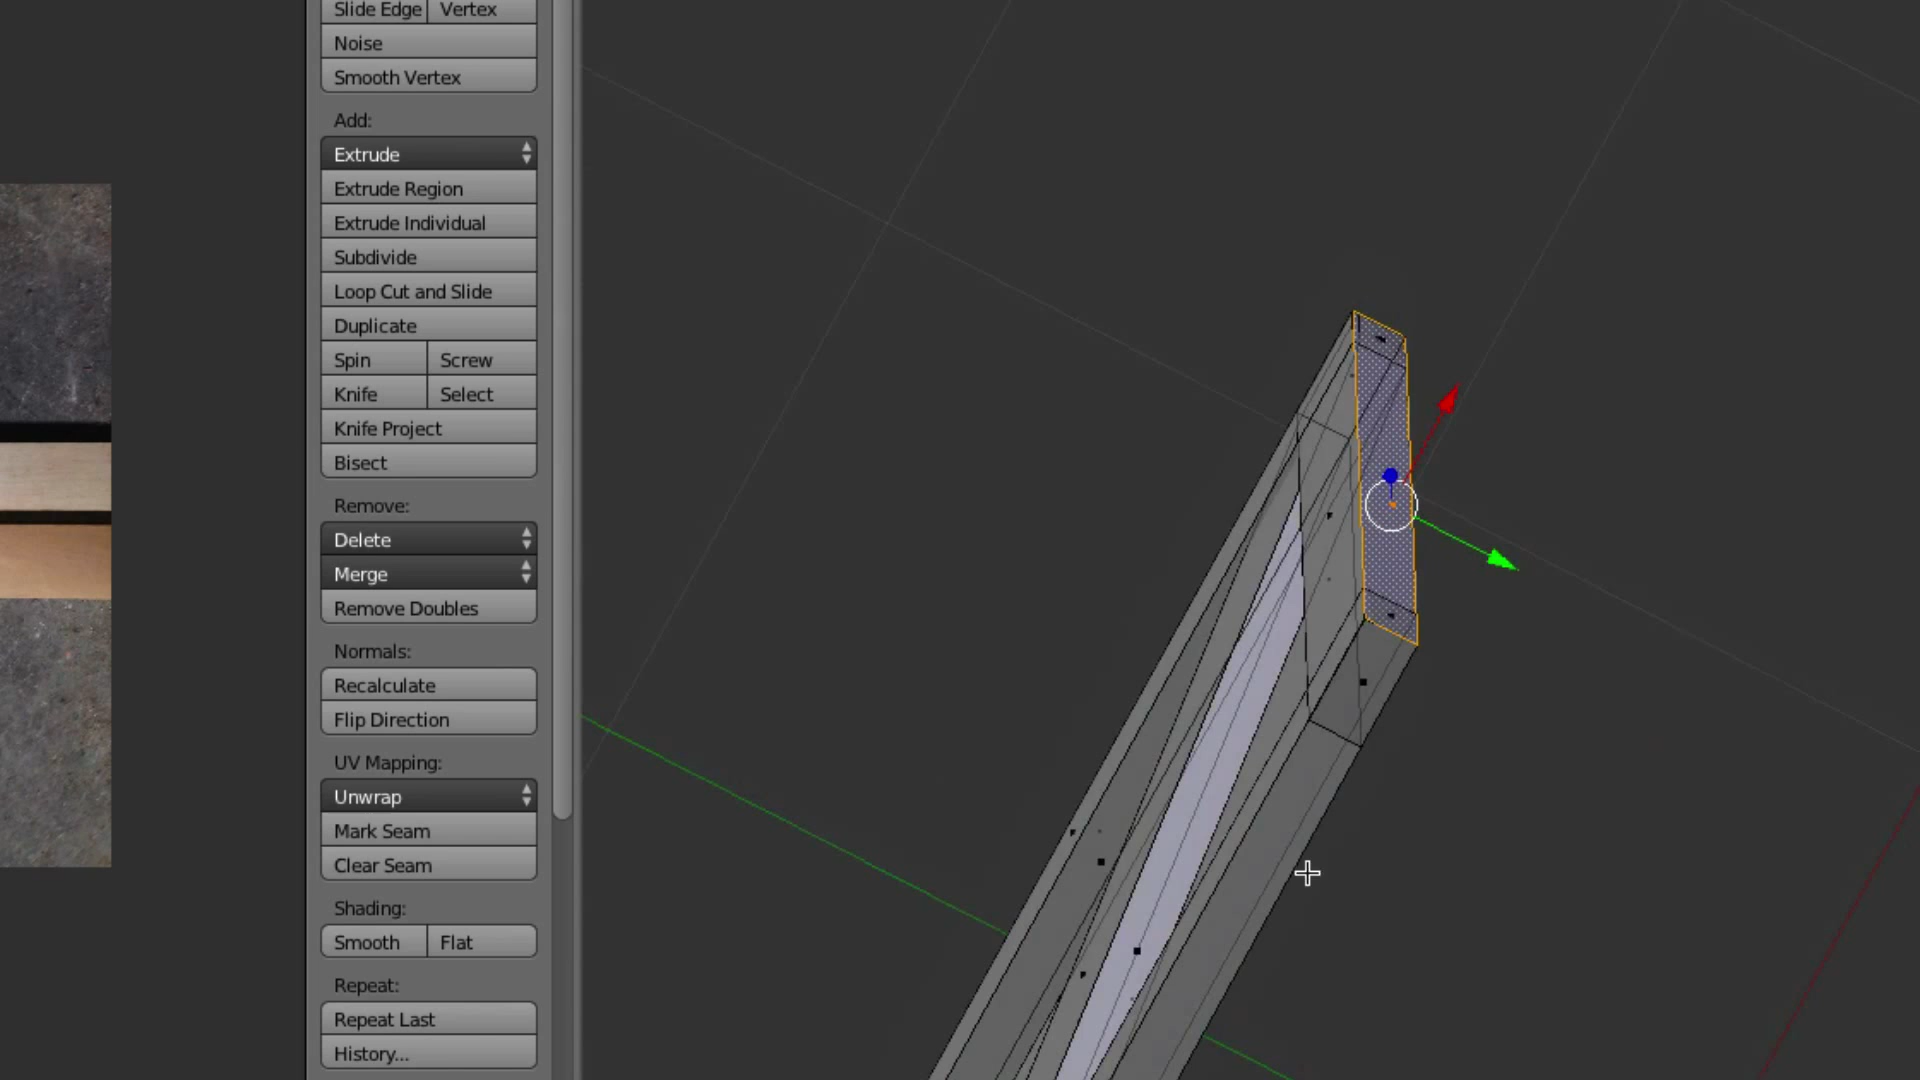 Slide Edge Vertex
Noise
Smooth Vertex
Add:
Extrude
Extrude Region
Extrude Individual
Subdivide
Loop Cut and Slide
Duplicate
Spin Screw
Knife Select
Knife Project
Bisect
Remove:
Delete
Merge
Remove Doubles
Normals:
Recalculate
Flip Direction
UV Mapping:
Unwrap
Mark Seam
Clear Seam
Shading:
Smooth Flat
Repeat:
Repeat Last
History...